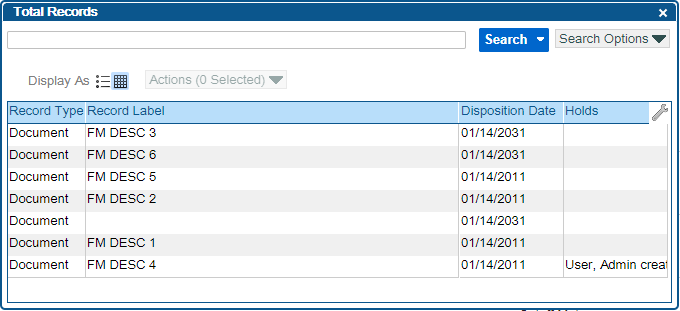 Total Records
Search
Search Options
Display As
Actions (0 Selected)
Record Type Record Label Disposition Date Holds
Document FM DESC 3 01/14/2031
Document FM DESC 6 01/14/2031
Document FM DESC 5 01/14/2011
Document FM DESC 2 01/14/2011
Document 01/14/2031
Document FM DESC 1 01/14/2011
Document FM DESC 4 01/14/2011 User, Admin creat